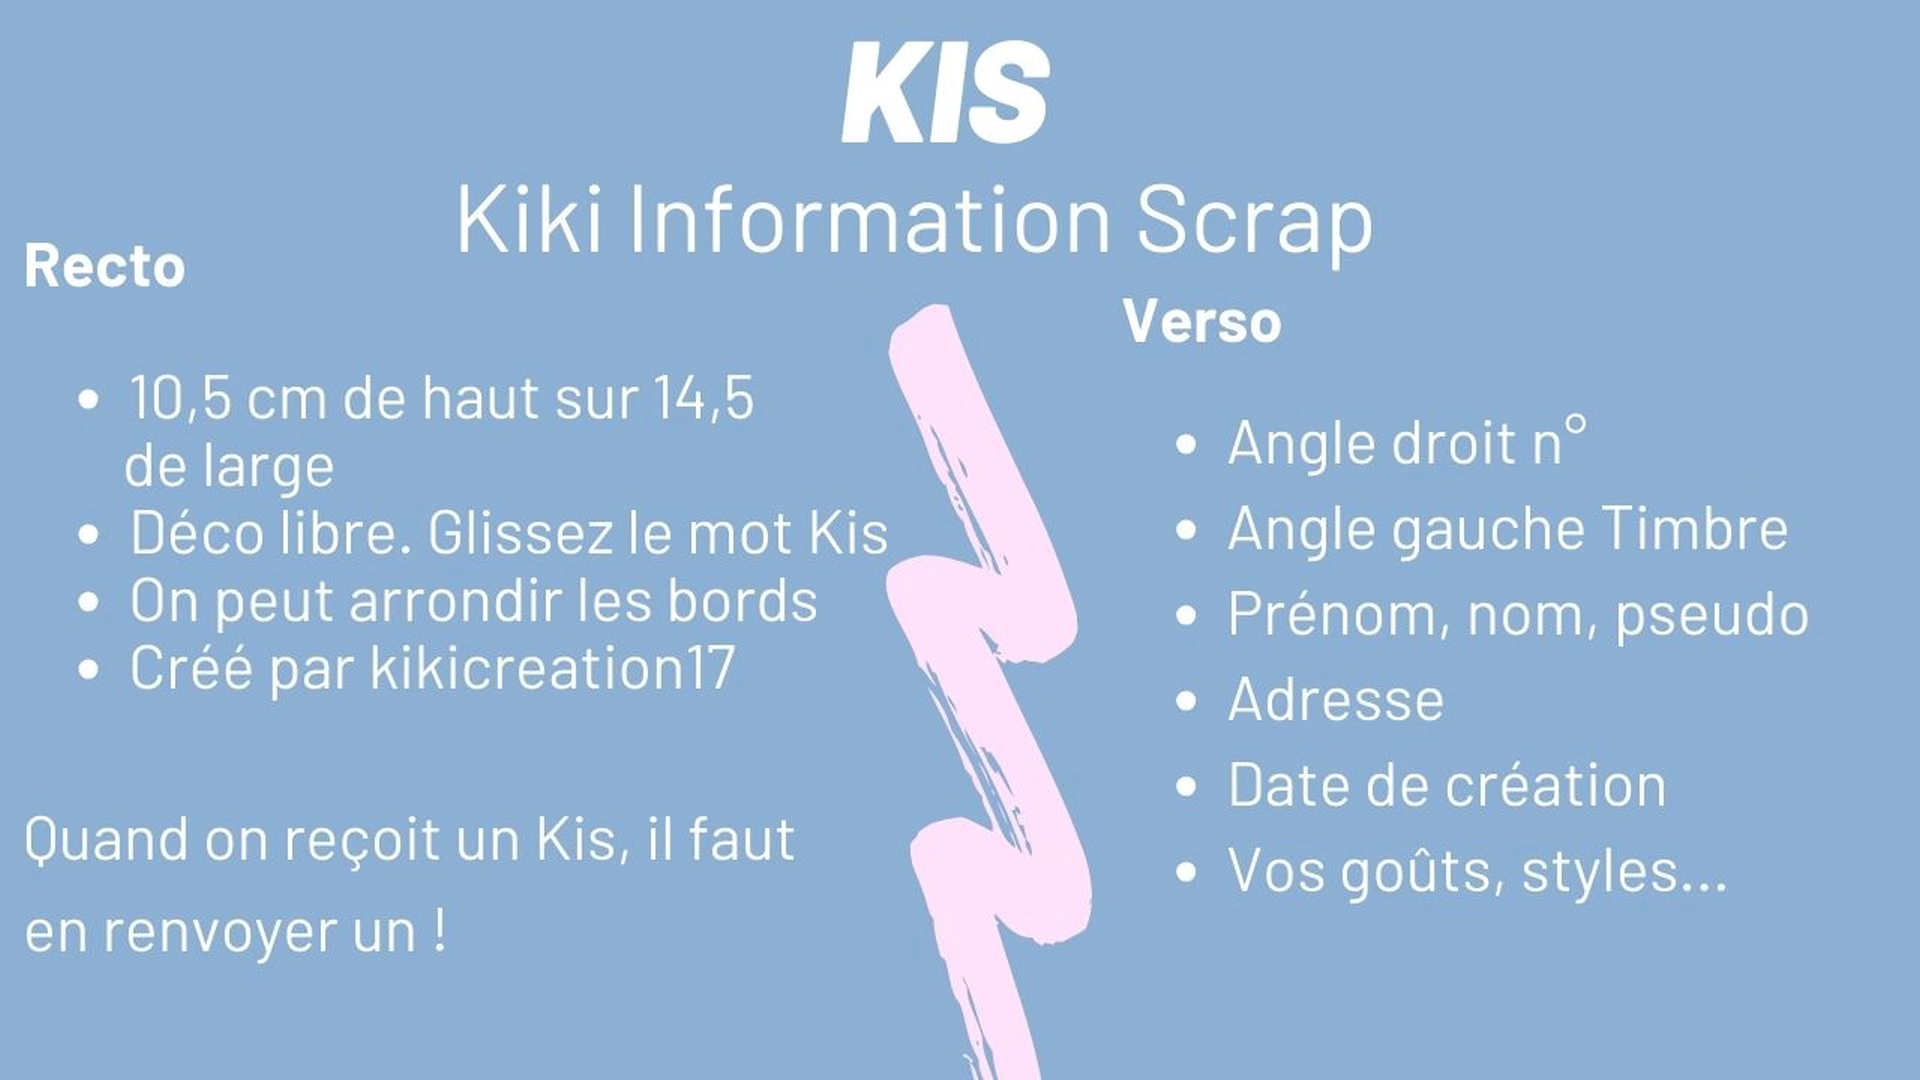 KIS
Kiki Information Scrap
Recto
• 10,5 cm de haut sur 14,5
de large
• Déco libre. Glissez le mot Kis
• On peut arrondir les bords
• Créé par kikicreation17
Quand on reçoit un Kis, il faut
en renvoyer un !
Verso
• Angle droit n°
• Angle gauche Timbre
• Prénom, nom, pseudo
• Adresse
• Date de création
• Vos goûts, styles...